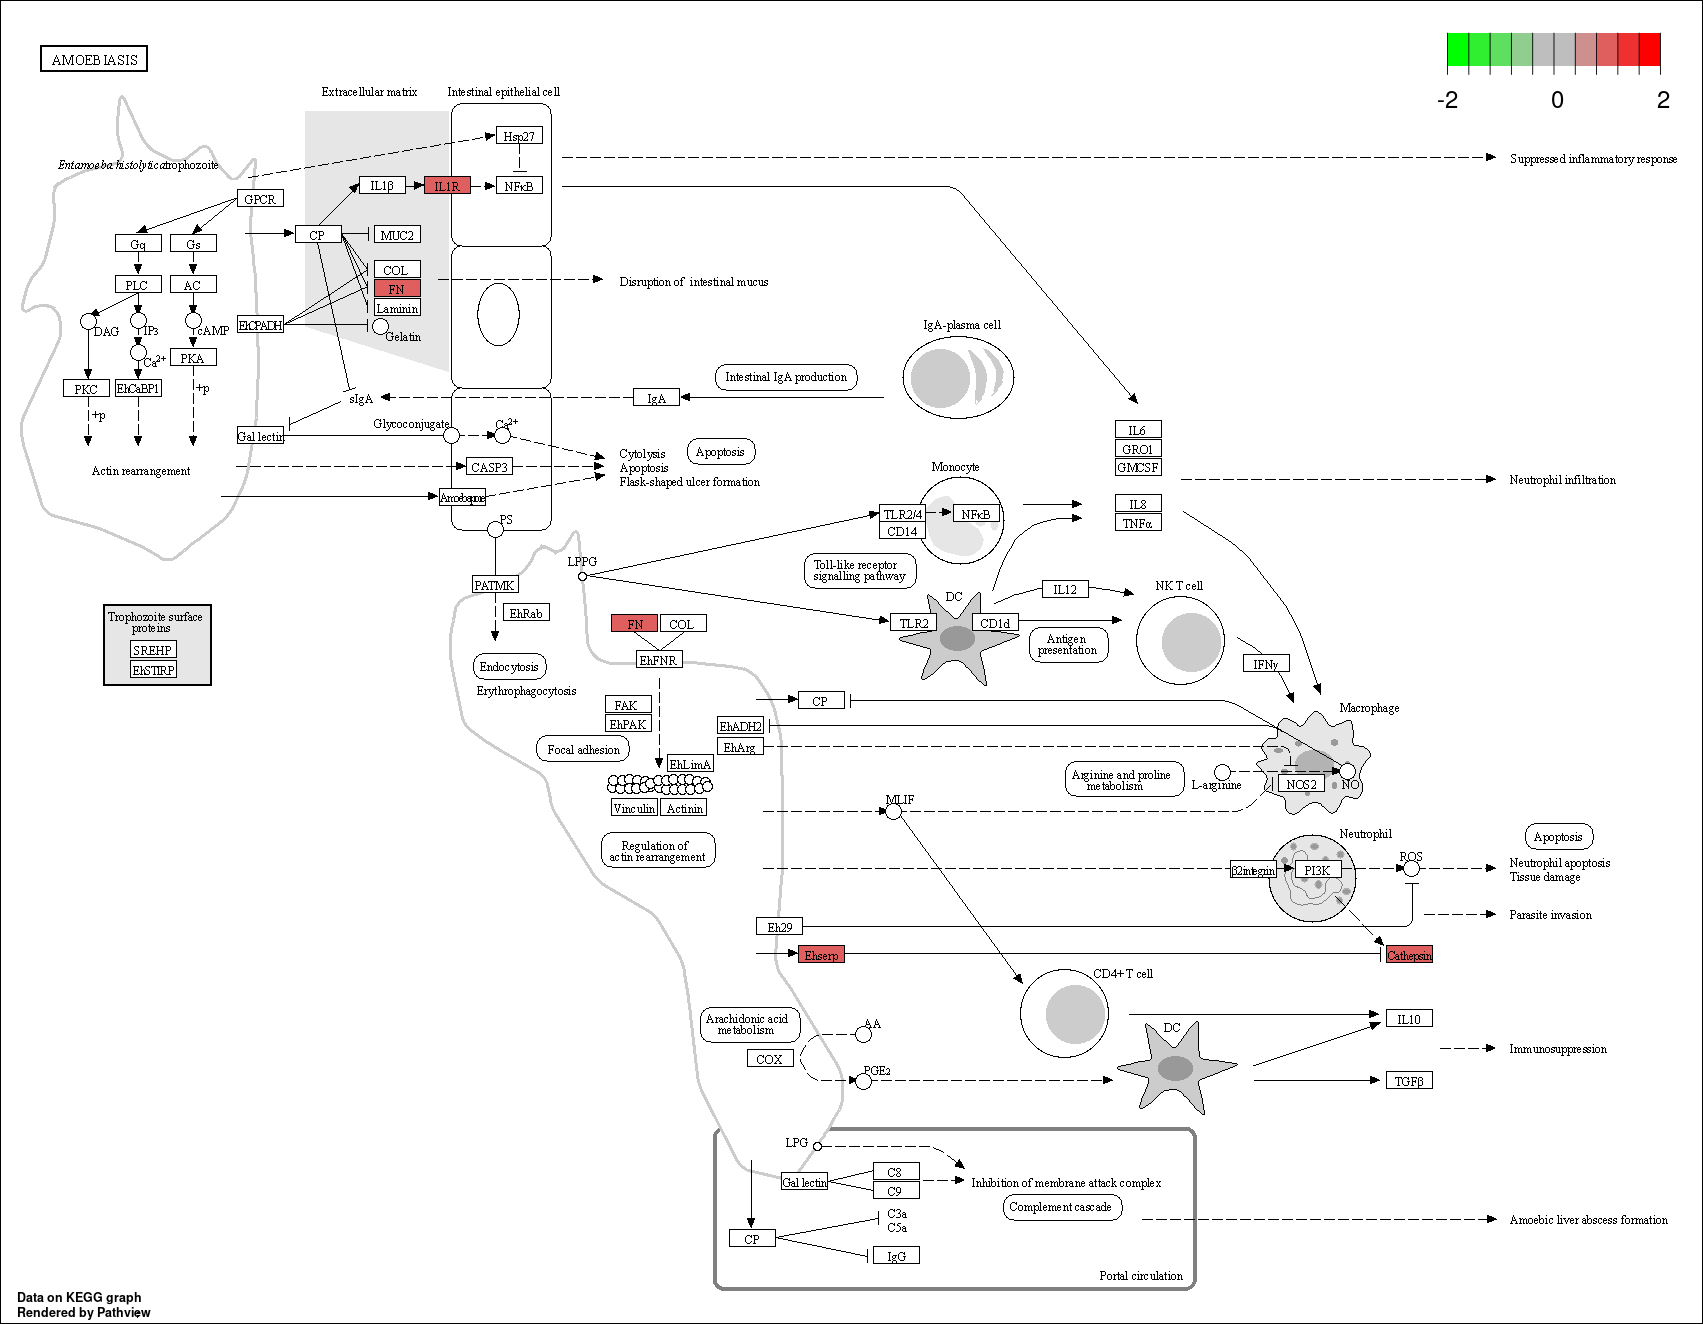 AMOEBIASIS
-2
0
2
Extracellular matrix
Intestinal epithelial cell
Hsp27
Entamoeba histolytica trophozoite
Suppressed inflammatory response
IL1β
IL1R
NFκB
GPCR
CP
MUC2
Gq
Gs
COL
PLC
AC
FN
Disruption of intestinal mucus
Laminin
DAG
IP3
cAMP
EhCPADH
Gelatin
IgA-plasma cell
Ca2+
PKA
PKC
EhCaBP1
+p
Intestinal IgA production
sIgA
IgA
+p
Gal lectin
Glycoconjugate
Ca2+
IL6
GRO1
GMCSF
Cytolysis
Apoptosis
Flask-shaped ulcer formation
Apoptosis
Actin rearrangement
CASP3
Monocyte
Neutrophil infiltration
Amoebapore
IL8
TNFα
TLR2/4
CD14
NFκB
PS
LPPG
Toll-like receptor
signalling pathway
PATMK
EhRab
DC
IL12
NK T cell
Trophozoite surface
proteins
SREHP
EhSTIRP
FN
COL
TLR2
CD1d
Antigen
presentation
EhFNR
IFNγ
Endocytosis
Erythrophagocytosis
FAK
EhPAK
CP
Macrophage
EhADH2
EhArg
Focal adhesion
EhLimA
Arginine and proline
metabolism
L-arginine
NOS2
NO
Vinculin
Actinin
MLIF
Neutrophil
Apoptosis
Regulation of
actin rearrangement
β2integrin
PI3K
ROS
Neutrophil apoptosis
Tissue damage
Eh29
Parasite invasion
Ehserp
Cathepsin
CD4+ T cell
Arachidonic acid
metabolism
AA
IL10
DC
COX
PGE2
Immunosuppression
TGFβ
LPG
Gal lectin
C8
C9
Inhibition of membrane attack complex
Complement cascade
C3a
C5a
CP
IgG
Amoebic liver abscess formation
Portal circulation
Data on KEGG graph
Rendered by Pathview